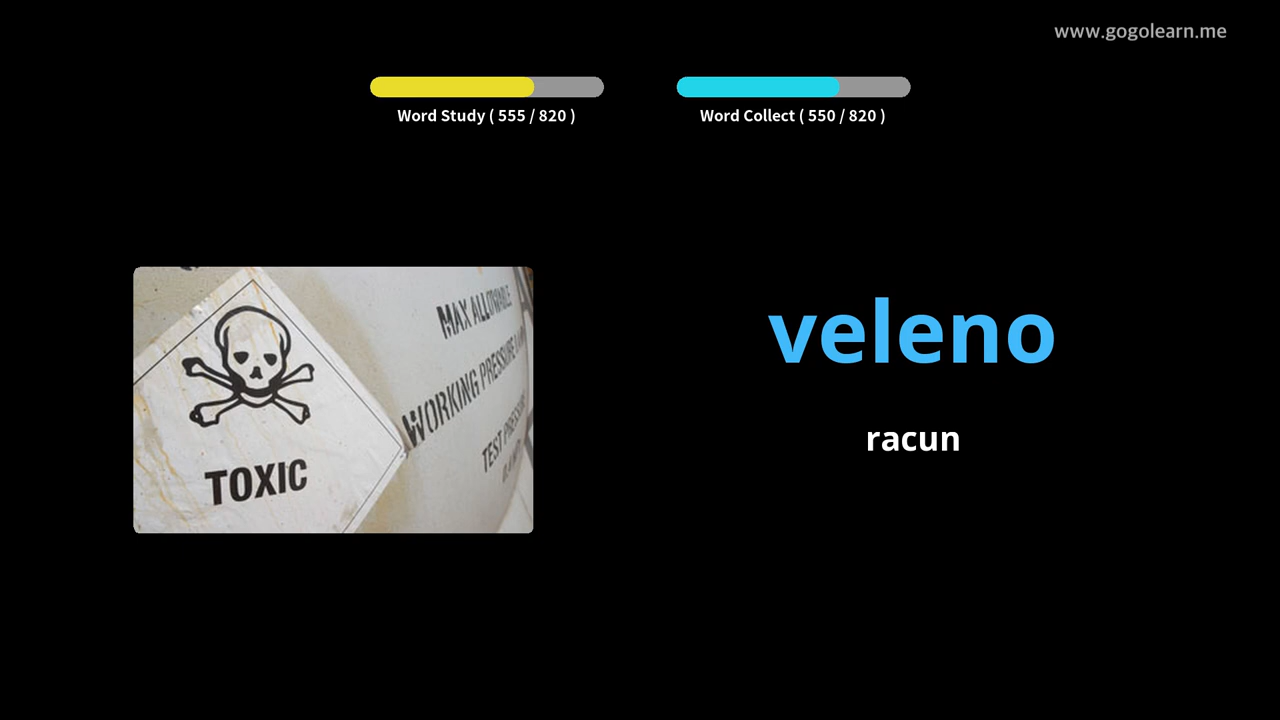 www.gogolearn.me
Word Study ( 555 / 820 )
Word Collect ( 550 / 820 )
MAX ALLOWABLE
WORKING PRESSURE
TEST PRESSURE
TOXIC
veleno
racun